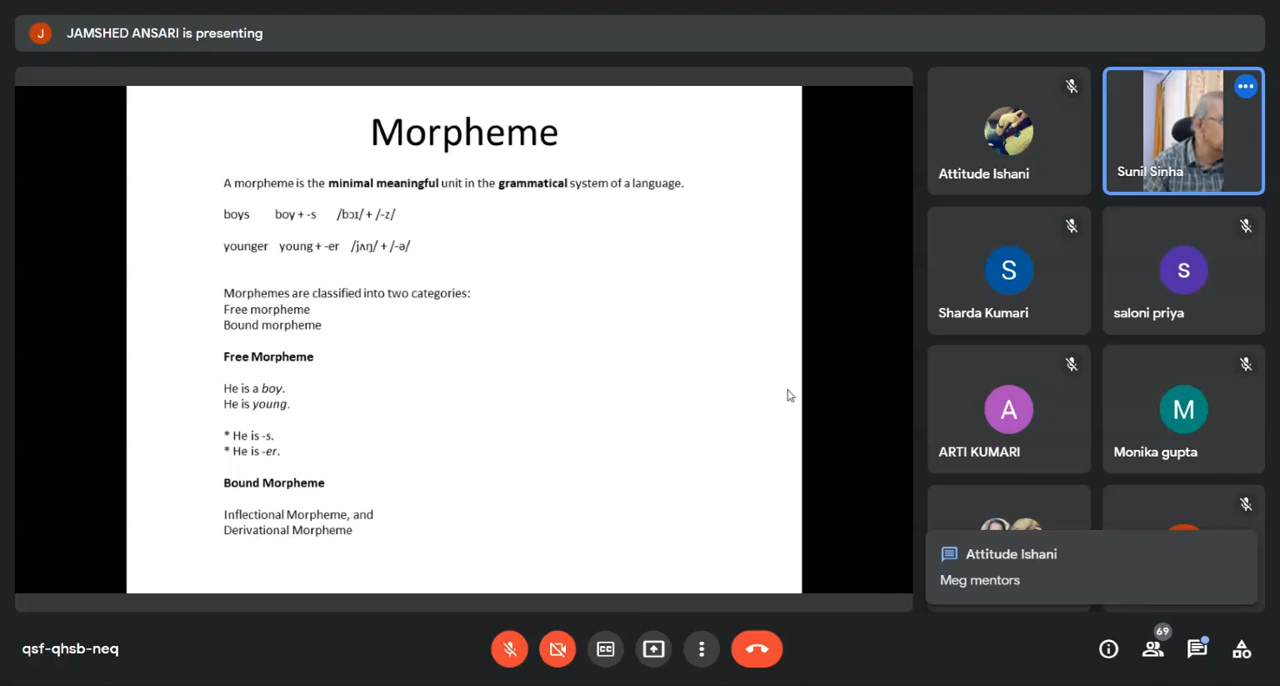 J JAMSHED ANSARI is presenting
Morpheme
A morpheme is the minimal meaningful unit in the grammatical system of a language.
boys boy + -s /bɔɪ/ + /-z/
younger young + -er /jʌŋ/ + /-ə/
Morphemes are classified into two categories:
Free morpheme
Bound morpheme
Free Morpheme
He is a boy.
He is young.
* He is -s.
* He is -er.
Bound Morpheme
Inflectional Morpheme, and
Derivational Morpheme
Attitude Ishani
Sunil Sinha
S
Sharda Kumari
s
saloni priya
A
ARTI KUMARI
M
Monika gupta
Attitude Ishani
Meg mentors
qsf-qhsb-neq
CC
69